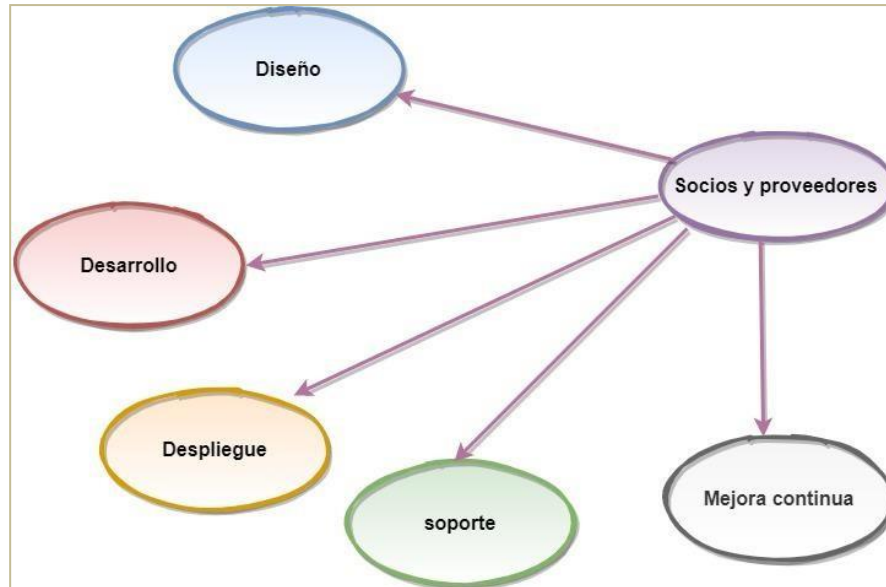 Diseño
Socios y proveedores
Desarrollo
Despliegue
soporte
Mejora continua